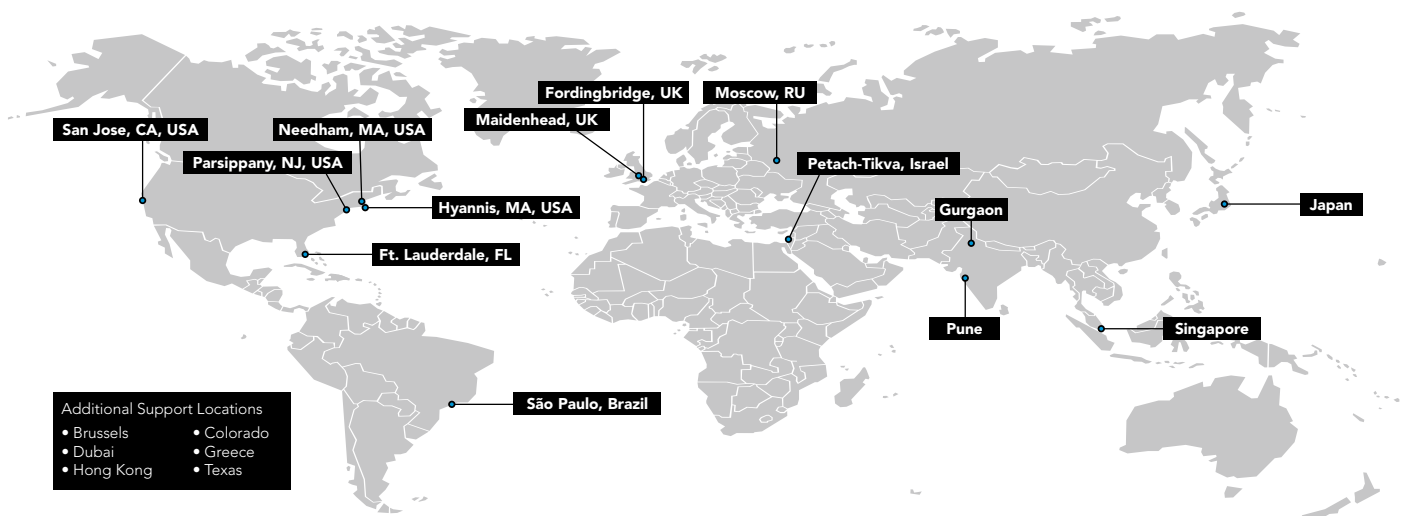 Fordingbridge, UK
Moscow, RU
Maidenhead, UK
San Jose, CA, USA
Needham, MA, USA
Parsippany, NJ, USA
Petach-Tikva, Israel
Hyannis, MA, USA
Gurgaon
Japan
Ft. Lauderdale, FL
Pune
Singapore
São Paulo, Brazil
Additional Support Locations
• Brussels
• Dubai
• Hong Kong
• Colorado
• Greece
• Texas